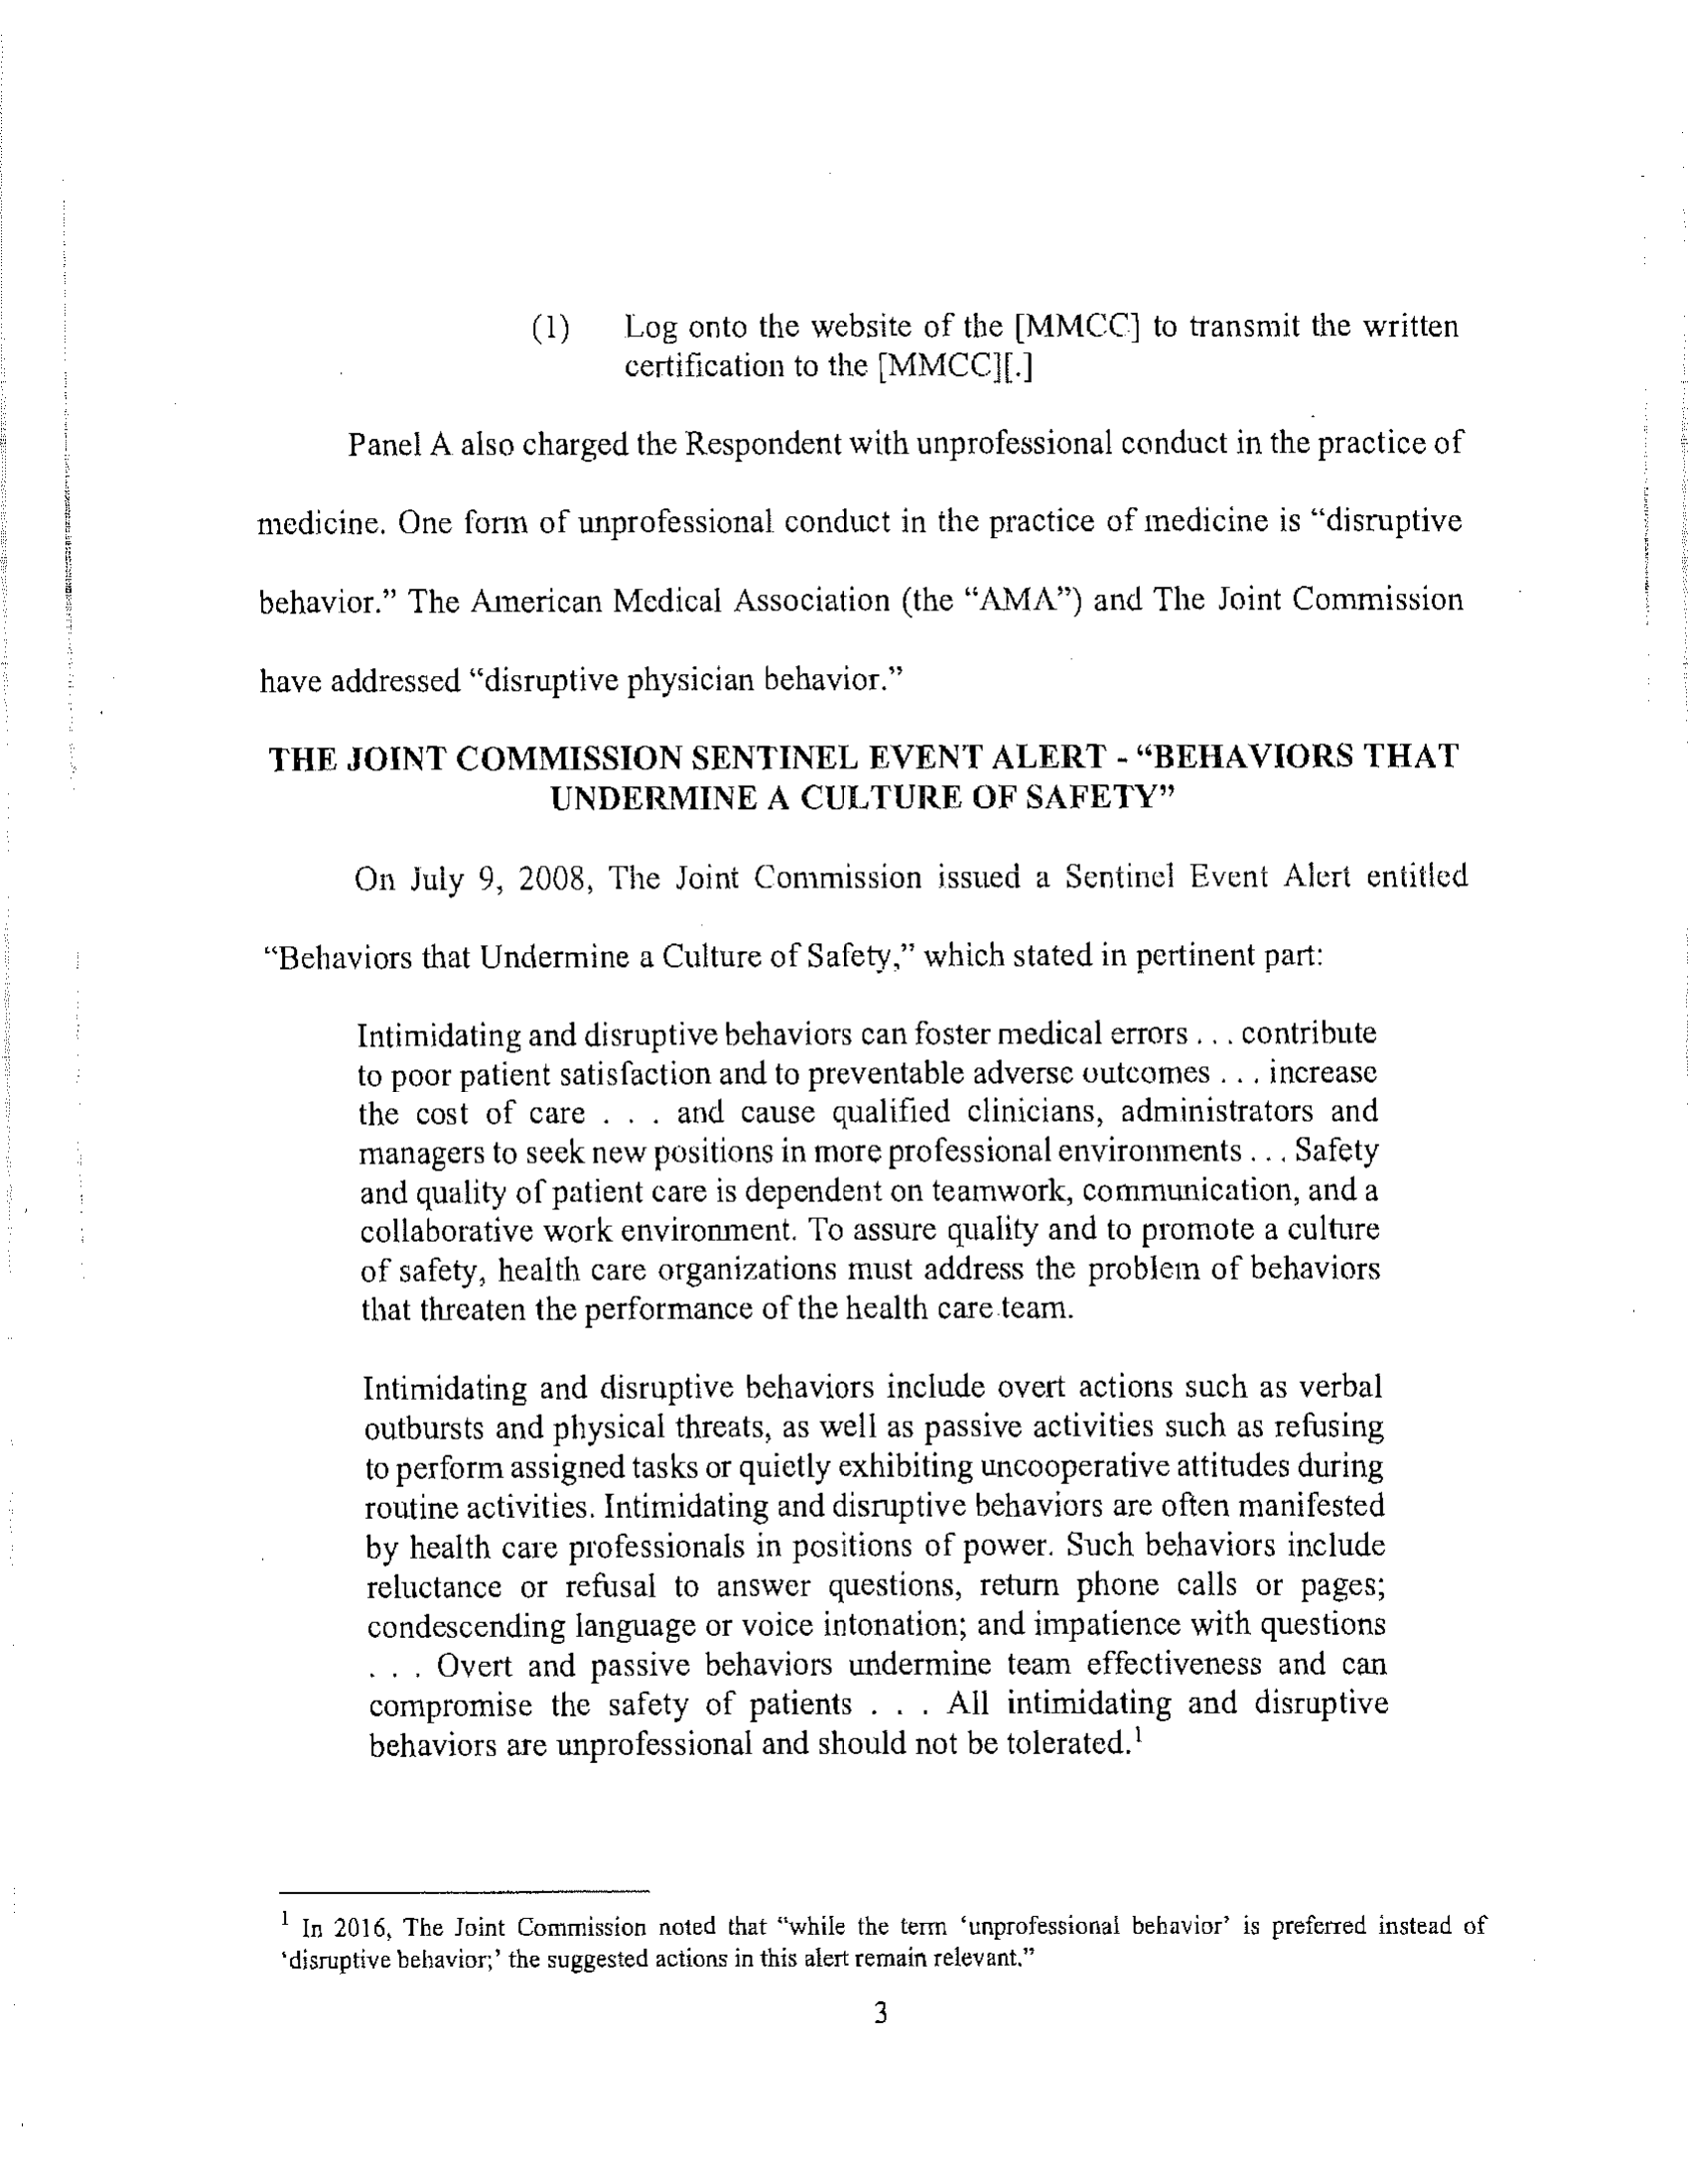 (1) Log onto the website of the [MMCC] to transmit the written
certification to the [MMCC][.]
Panel A also charged the Respondent with unprofessional conduct in the practice of
medicine. One form of unprofessional conduct in the practice of medicine is “disruptive
behavior.” The American Medical Association (the “AMA”) and The Joint Commission
have addressed “disruptive physician behavior.”
THE JOINT COMMISSION SENTINEL EVENT ALERT - “BEHAVIORS THAT
UNDERMINE A CULTURE OF SAFETY”
On July 9, 2008, The Joint Commission issued a Sentinel Event Alert entitled
“Behaviors that Undermine a Culture of Safety,” which stated in pertinent part:
Intimidating and disruptive behaviors can foster medical errors . . . contribute
to poor patient satisfaction and to preventable adverse outcomes . . . increase
the cost of care . . . and cause qualified clinicians, administrators and
managers to seek new positions in more professional environments . . . Safety
and quality of patient care is dependent on teamwork, communication, and a
collaborative work environment. To assure quality and to promote a culture
of safety, health care organizations must address the problem of behaviors
that threaten the performance of the health care team.
Intimidating and disruptive behaviors include overt actions such as verbal
outbursts and physical threats, as well as passive activities such as refusing
to perform assigned tasks or quietly exhibiting uncooperative attitudes during
routine activities. Intimidating and disruptive behaviors are often manifested
by health care professionals in positions of power. Such behaviors include
reluctance or refusal to answer questions, return phone calls or pages;
condescending language or voice intonation; and impatience with questions
. . . Overt and passive behaviors undermine team effectiveness and can
compromise the safety of patients . . . All intimidating and disruptive
behaviors are unprofessional and should not be tolerated.1
1 In 2016, The Joint Commission noted that “while the term ‘unprofessional behavior’ is preferred instead of
‘disruptive behavior;’ the suggested actions in this alert remain relevant.”
3